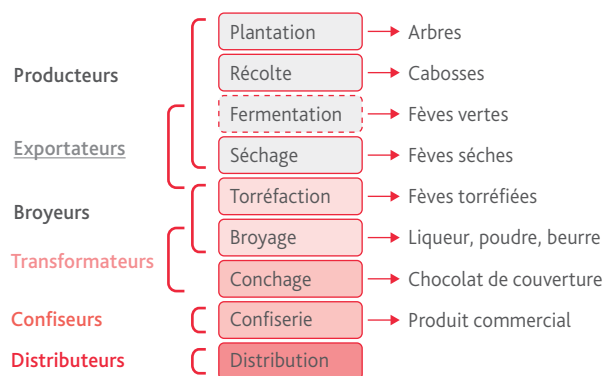 Plantation Arbres
Producteurs Récolte Cabosses
Fermentation Fèves vertes
Exportateurs Séchage Fèves séches
Torréfaction Fèves torréfiées
Broyeurs
Broyage Liqueur, poudre, beurre
Transformateurs
Conchage Chocolat de couverture
Confiseurs Confiserie Produit commercial
Distributeurs Distribution